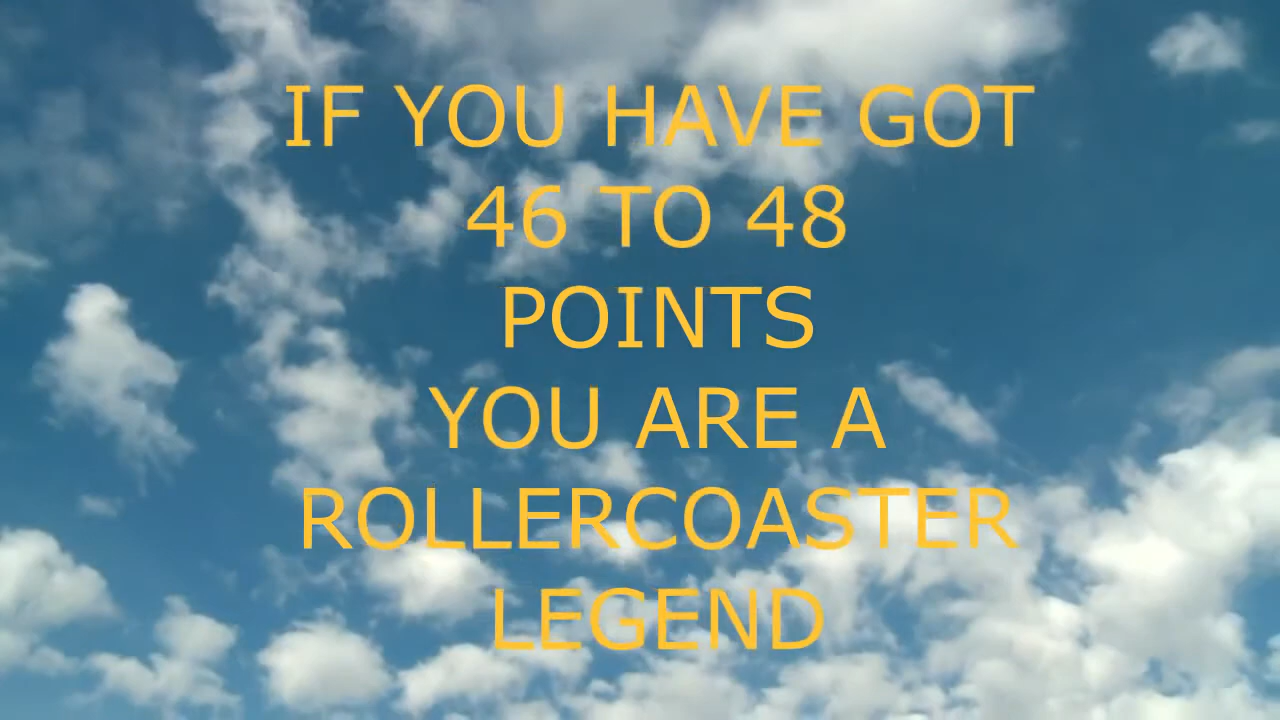 IF YOU HAVE GOT
46 TO 48
POINTS
YOU ARE A
ROLLERCOASTER
LEGEND